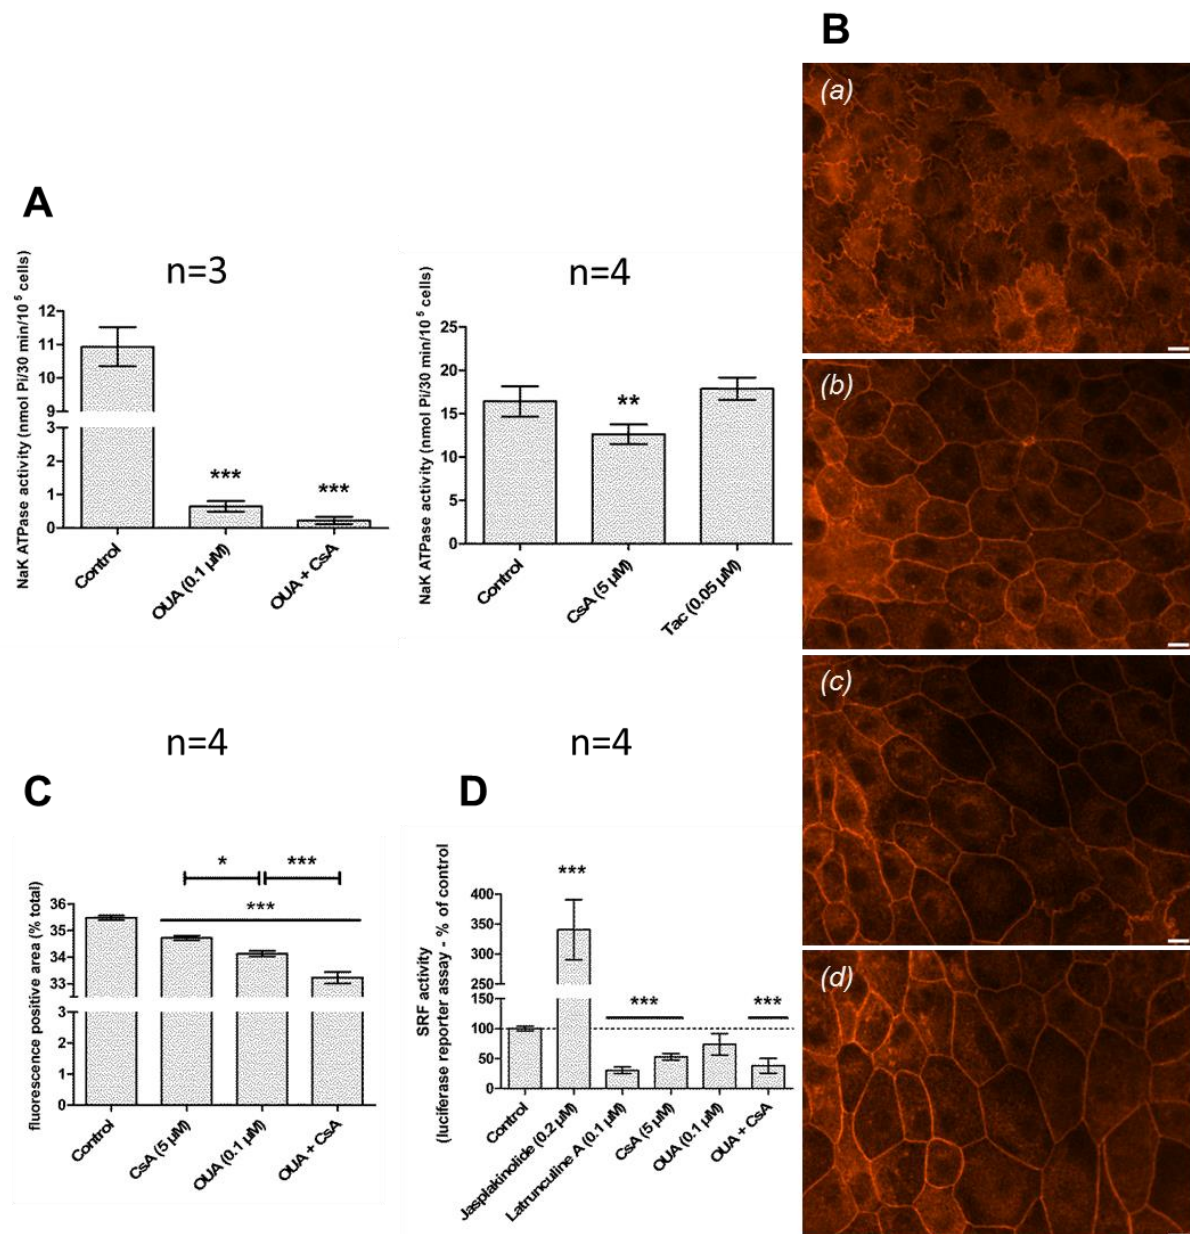 B
(a)
(b)
(c)
(d)
A
n=3
NaK ATPase activity (nmol Pi/30 min/10⁵ cells)
12
11
10
9
3
2
1
0
***
***
Control
OUA (0.1 µM)
OUA + CsA
n=4
NaK ATPase activity (nmol Pi/30 min/10⁵ cells)
25
20
15
10
5
0
**
Control
CsA (5 µM)
Tac (0.05 µM)
n=4
C
fluorescence positive area (% total)
36
35
34
33
3
2
1
0
*
***
***
Control
CsA (5 µM)
OUA (0.1 µM)
OUA + CsA
n=4
D
SRF activity
(luciferase reporter assay - % of control)
400
350
300
250
150
100
50
0
***
***
***
Control
Jasplakinolide (0.2 µM)
Latrunculine A (0.1 µM)
CsA (5 µM)
OUA (0.1 µM)
OUA + CsA